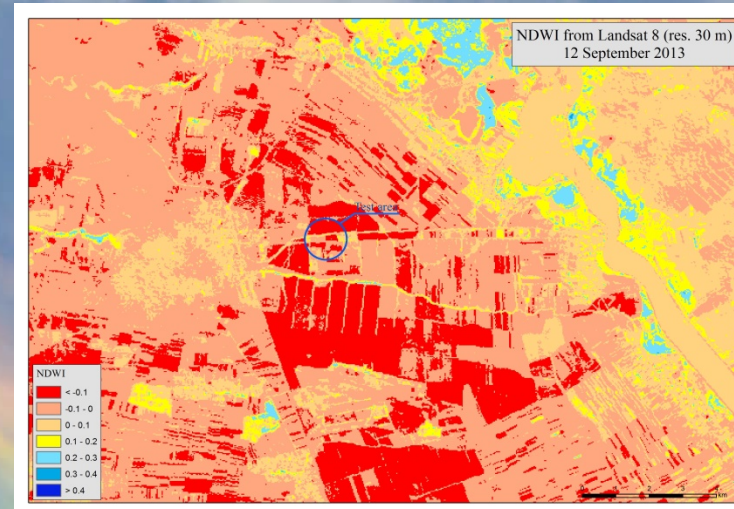 NDWI from Landsat 8 (res. 30 m)
12 September 2013
Test area
NDWI
< -0.1
-0.1 - 0
0 - 0.1
0.1 - 0.2
0.2 - 0.3
0.3 - 0.4
> 0.4
km